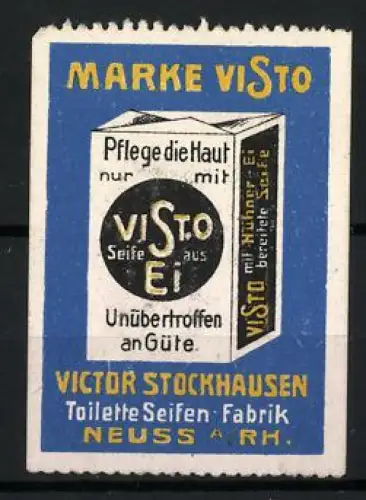 MARKE ViSTO
Pflege die Haut
nur mit
ViSTO
Seife aus
Ei
Unübertroffen
an Güte
ViSTO mit Hühner-Ei
bereitete Seife
VICTOR STOCKHAUSEN
Toilette Seifen-Fabrik
NEUSS A. RH.